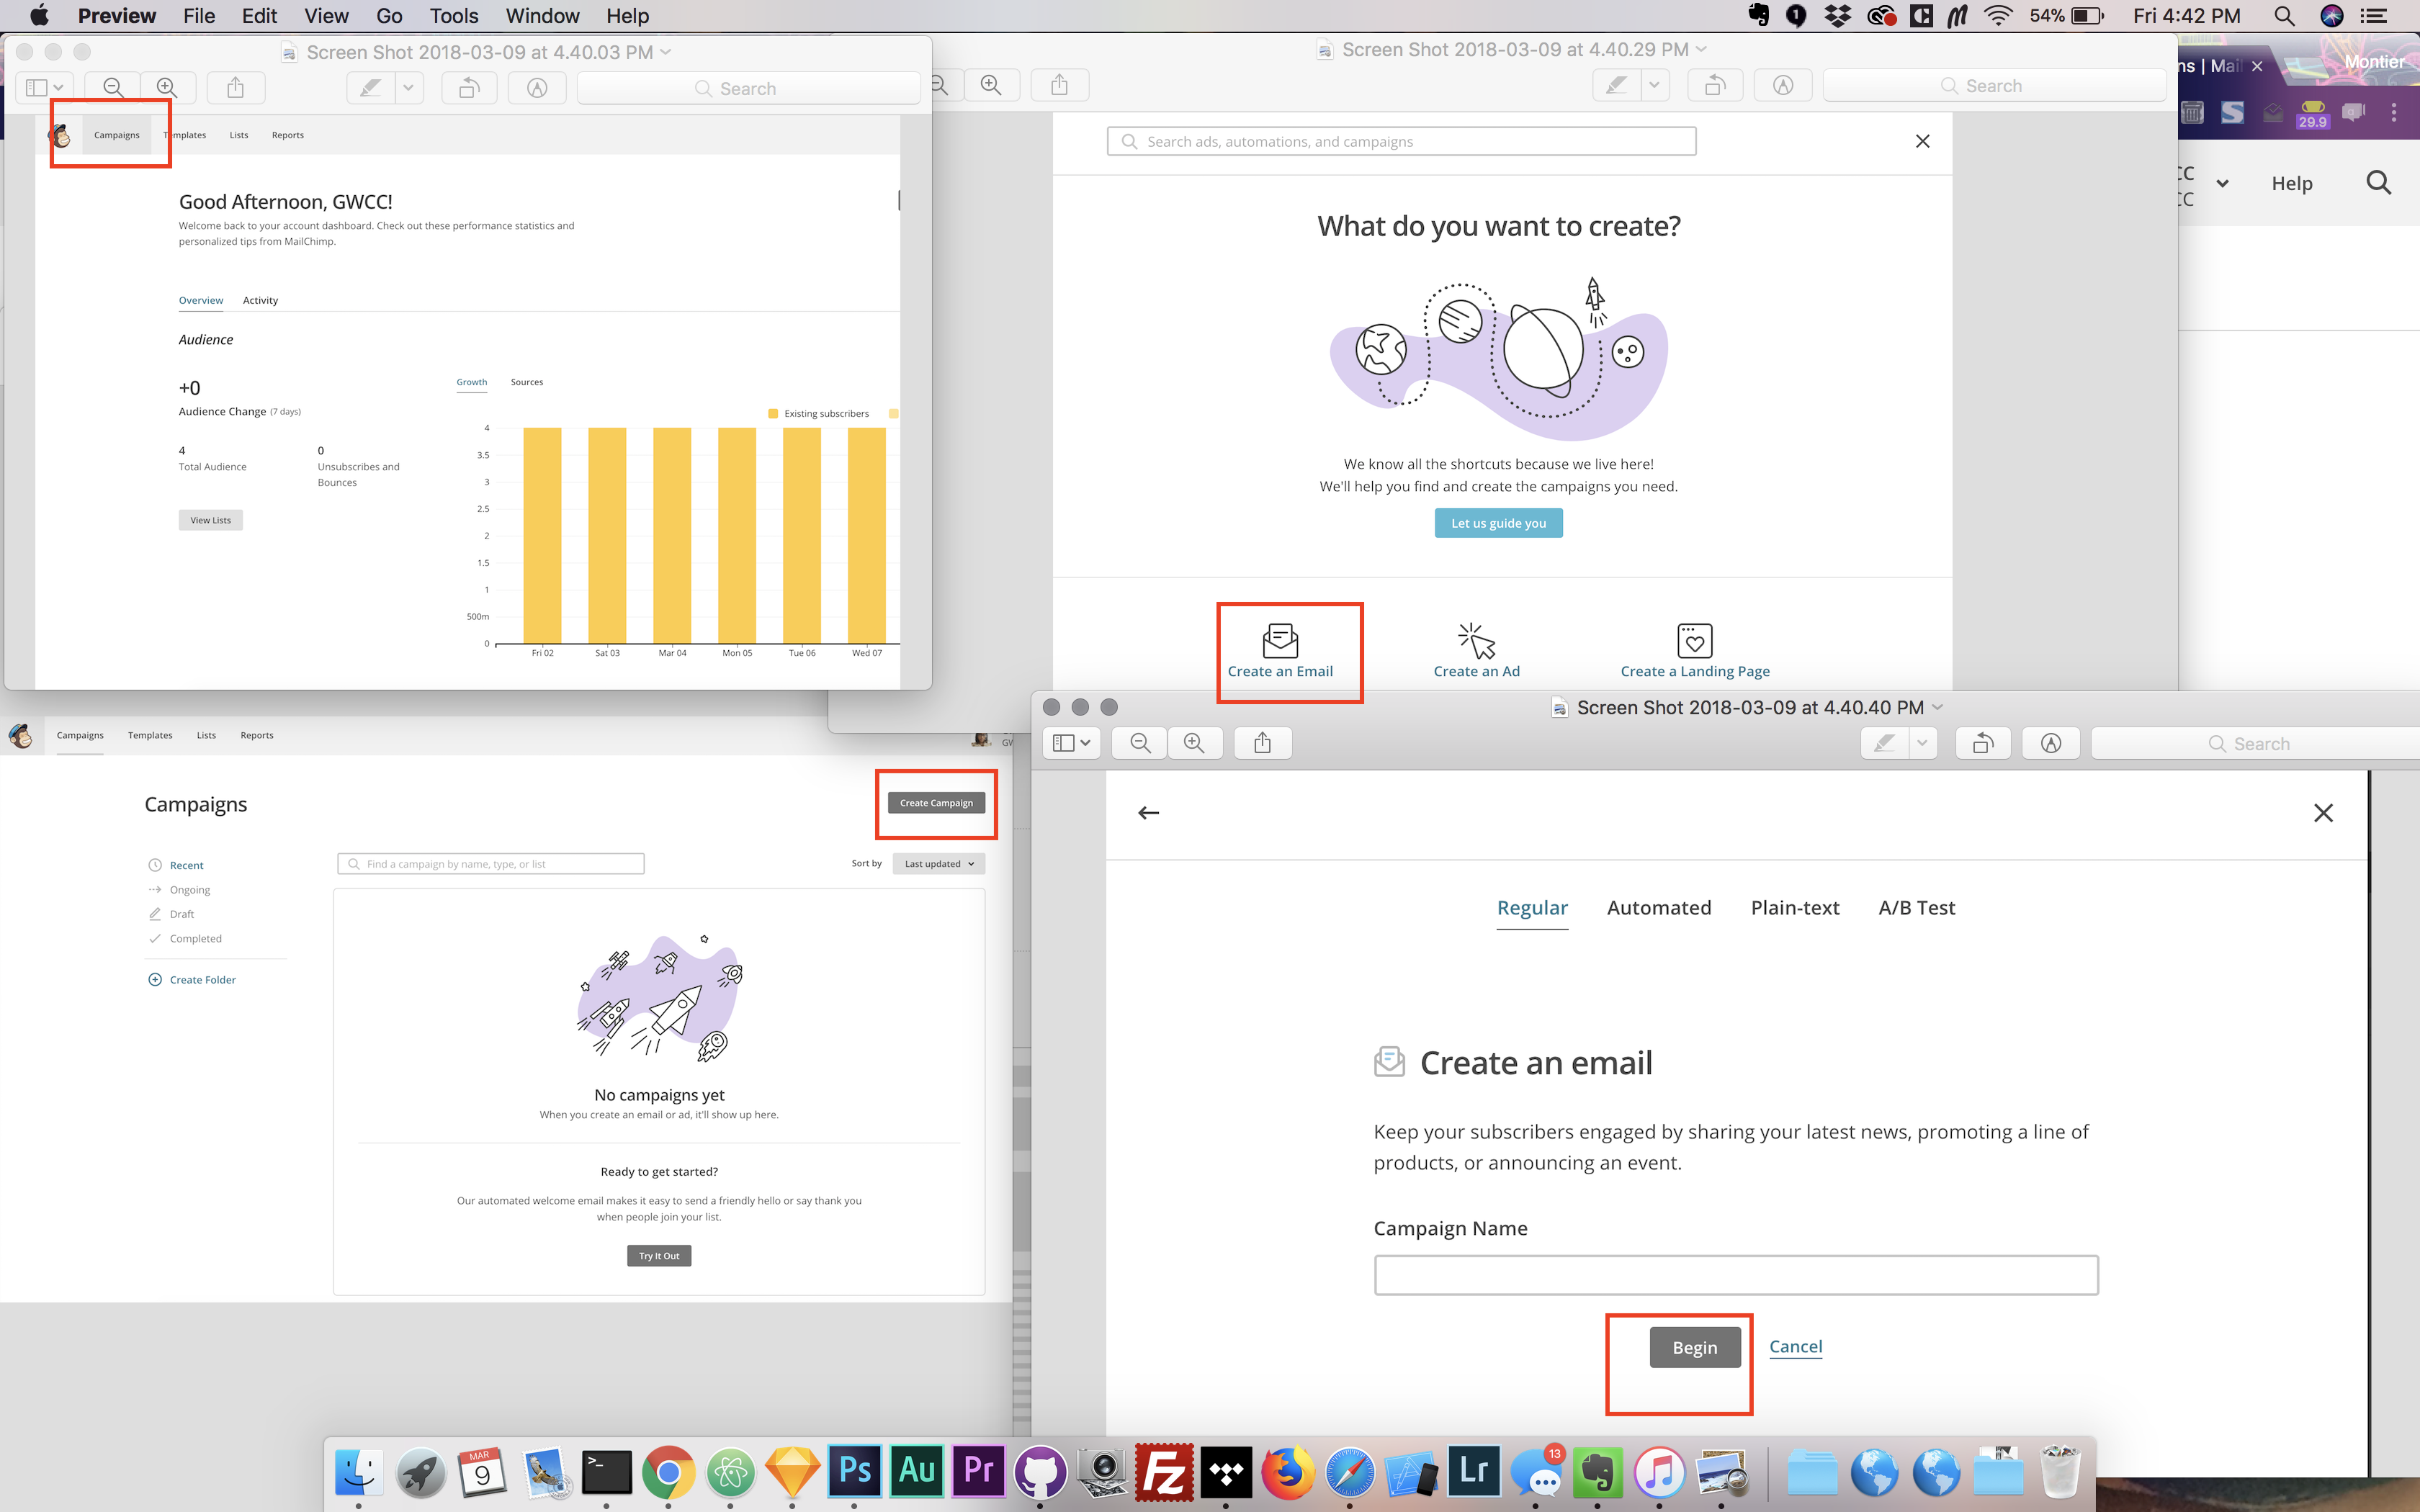 Preview File Edit View Go Tools Window Help
54% Fri 4:42 PM
Screen Shot 2018-03-09 at 4.40.03 PM
Search
Campaigns Templates Lists Reports
Good Afternoon, GWCC!
Welcome back to your account dashboard. Check out these performance statistics and
personalized tips from MailChimp.
Overview Activity
Audience
+0
Audience Change (7 days)
4
Total Audience
0
Unsubscribes and
Bounces
View Lists
Growth Sources
Existing subscribers
4
3.5
3
2.5
2
1.5
1
500m
0
Fri 02 Sat 03 Mar 04 Mon 05 Tue 06 Wed 07
Screen Shot 2018-03-09 at 4.40.29 PM
Search
Search ads, automations, and campaigns
What do you want to create?
We know all the shortcuts because we live here!
We'll help you find and create the campaigns you need.
Let us guide you
Create an Email Create an Ad Create a Landing Page
ns | Mail
Montier
29.9
CC
Help
Campaigns Templates Lists Reports
GW
Campaigns
Create Campaign
Recent
Ongoing
Draft
Completed
Create Folder
Find a campaign by name, type, or list
Sort by Last updated
No campaigns yet
When you create an email or ad, it'll show up here.
Ready to get started?
Our automated welcome email makes it easy to send a friendly hello or say thank you
when people join your list.
Try It Out
Screen Shot 2018-03-09 at 4.40.40 PM
Search
Regular Automated Plain-text A/B Test
Create an email
Keep your subscribers engaged by sharing your latest news, promoting a line of
products, or announcing an event.
Campaign Name
Begin Cancel
MAR
9
Ps Au Pr Fz Lr 13